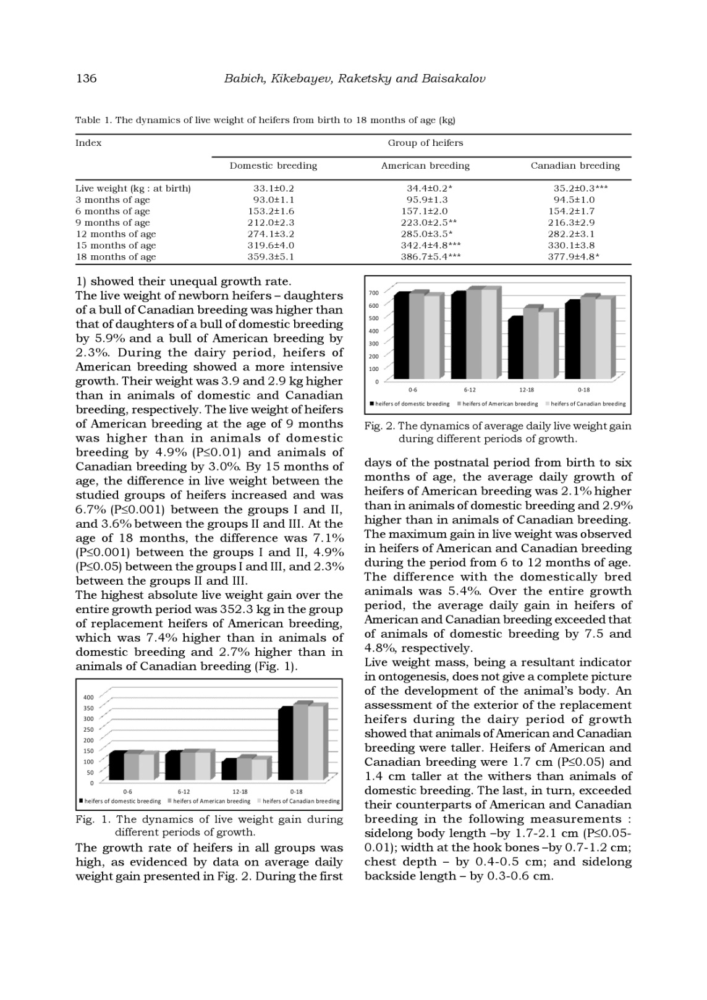 136
Babich, Kikebayev, Raketsky and Baisakalov
Table 1. The dynamics of live weight of heifers from birth to 18 months of age (kg)
Index Group of heifers
Domestic breeding American breeding Canadian breeding
Live weight (kg : at birth) 33.1±0.2 34.4±0.2* 35.2±0.3***
3 months of age 93.0±1.1 95.9±1.3 94.5±1.0
6 months of age 153.2±1.6 157.1±2.0 154.2±1.7
9 months of age 212.0±2.3 223.0±2.5** 216.3±2.9
12 months of age 274.1±3.2 285.0±3.5* 282.2±3.1
15 months of age 319.6±4.0 342.4±4.8*** 330.1±3.8
18 months of age 359.3±5.1 386.7±5.4*** 377.9±4.8*
1) showed their unequal growth rate.
The live weight of newborn heifers – daughters
of a bull of Canadian breeding was higher than
that of daughters of a bull of domestic breeding
by 5.9% and a bull of American breeding by
2.3%. During the dairy period, heifers of
American breeding showed a more intensive
growth. Their weight was 3.9 and 2.9 kg higher
than in animals of domestic and Canadian
breeding, respectively. The live weight of heifers
of American breeding at the age of 9 months
was higher than in animals of domestic
breeding by 4.9% (P≤0.01) and animals of
Canadian breeding by 3.0%. By 15 months of
age, the difference in live weight between the
studied groups of heifers increased and was
6.7% (P≤0.001) between the groups I and II,
and 3.6% between the groups II and III. At the
age of 18 months, the difference was 7.1%
(P≤0.001) between the groups I and II, 4.9%
(P≤0.05) between the groups I and III, and 2.3%
between the groups II and III.
The highest absolute live weight gain over the
entire growth period was 352.3 kg in the group
of replacement heifers of American breeding,
which was 7.4% higher than in animals of
domestic breeding and 2.7% higher than in
animals of Canadian breeding (Fig. 1).
400
350
300
250
200
150
100
50
0
0-6 6-12 12-18 0-18
heifers of domestic breeding heifers of American breeding heifers of Canadian breeding
Fig. 1. The dynamics of live weight gain during
different periods of growth.
The growth rate of heifers in all groups was
high, as evidenced by data on average daily
weight gain presented in Fig. 2. During the first
700
600
500
400
300
200
100
0
0-6 6-12 12-18 0-18
heifers of domestic breeding heifers of American breeding heifers of Canadian breeding
Fig. 2. The dynamics of average daily live weight gain
during different periods of growth.
days of the postnatal period from birth to six
months of age, the average daily growth of
heifers of American breeding was 2.1% higher
than in animals of domestic breeding and 2.9%
higher than in animals of Canadian breeding.
The maximum gain in live weight was observed
in heifers of American and Canadian breeding
during the period from 6 to 12 months of age.
The difference with the domestically bred
animals was 5.4%. Over the entire growth
period, the average daily gain in heifers of
American and Canadian breeding exceeded that
of animals of domestic breeding by 7.5 and
4.8%, respectively.
Live weight mass, being a resultant indicator
in ontogenesis, does not give a complete picture
of the development of the animal's body. An
assessment of the exterior of the replacement
heifers during the dairy period of growth
showed that animals of American and Canadian
breeding were taller. Heifers of American and
Canadian breeding were 1.7 cm (P≤0.05) and
1.4 cm taller at the withers than animals of
domestic breeding. The last, in turn, exceeded
their counterparts of American and Canadian
breeding in the following measurements :
sidelong body length –by 1.7-2.1 cm (P≤0.05-
0.01); width at the hook bones –by 0.7-1.2 cm;
chest depth – by 0.4-0.5 cm; and sidelong
backside length – by 0.3-0.6 cm.